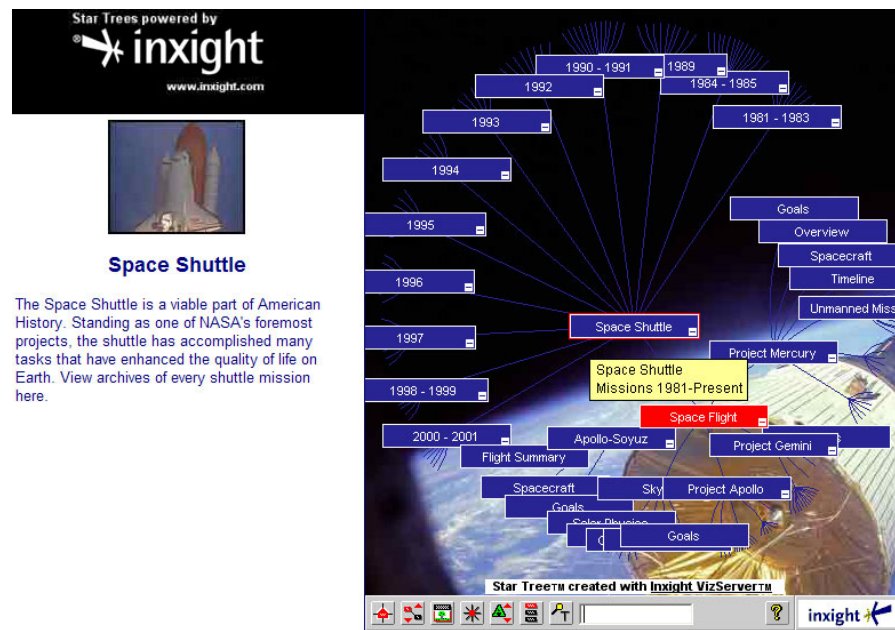 Star Trees powered by
inxight
www.inxight.com
Space Shuttle
The Space Shuttle is a viable part of American
History. Standing as one of NASA's foremost
projects, the shuttle has accomplished many
tasks that have enhanced the quality of life on
Earth. View archives of every shuttle mission
here.
1990 - 1991
1989
1992
1984 - 1985
1993
1981 - 1983
1994
Goals
1995
Overview
Spacecraft
1996
Timeline
Unmanned Miss
Space Shuttle
1997
Project Mercury
Space Shuttle
Missions 1981-Present
1998 - 1999
Space Flight
2000 - 2001
Apollo-Soyuz
Project Gemini
Flight Summary
Spacecraft
Sky
Project Apollo
Goals
Solar Physics
Goals
Star Tree™ created with Inxight VizServer™
?
inxight